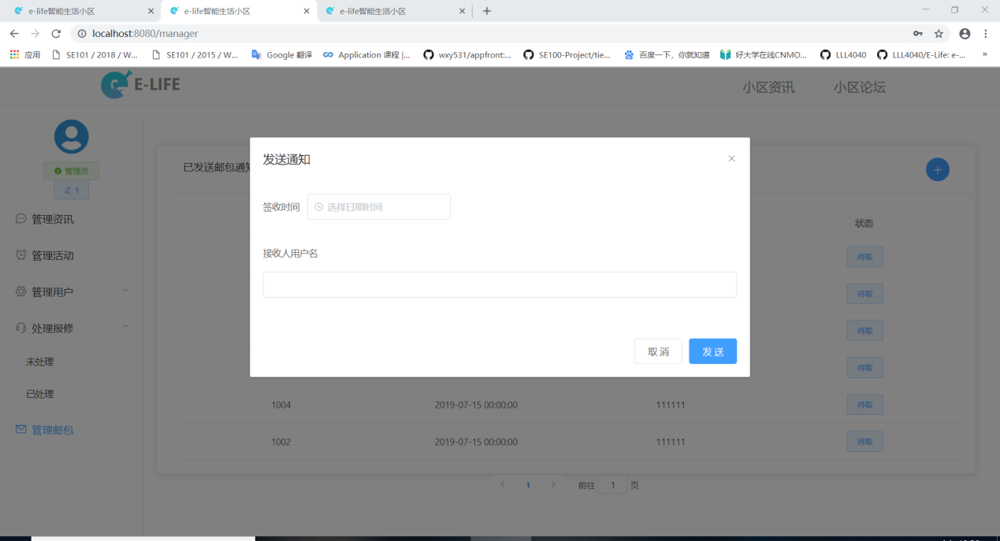 e-life智能生活小区
e-life智能生活小区
e-life智能生活小区
localhost:8080/manager
应用
SE101 / 2018 / W...
SE101 / 2015 / W...
Google 翻译
Application 课程 |...
wxy531/appfront:...
SE100-Project/tie...
百度一下，你就知道
好大学在线CNMO...
LLL4040
LLL4040/E-Life: e-...
»
E-LIFE
小区资讯
小区论坛
管理员
1
管理资讯
管理活动
管理用户
处理报修
未处理
已处理
管理邮包
已发送邮包通知
发送通知
签收时间
选择日期时间
接收人用户名
取消
发送
状态
待取
待取
待取
待取
1004 2019-07-15 00:00:00 111111 待取
1002 2019-07-15 00:00:00 111111 待取
1 前往 1 页